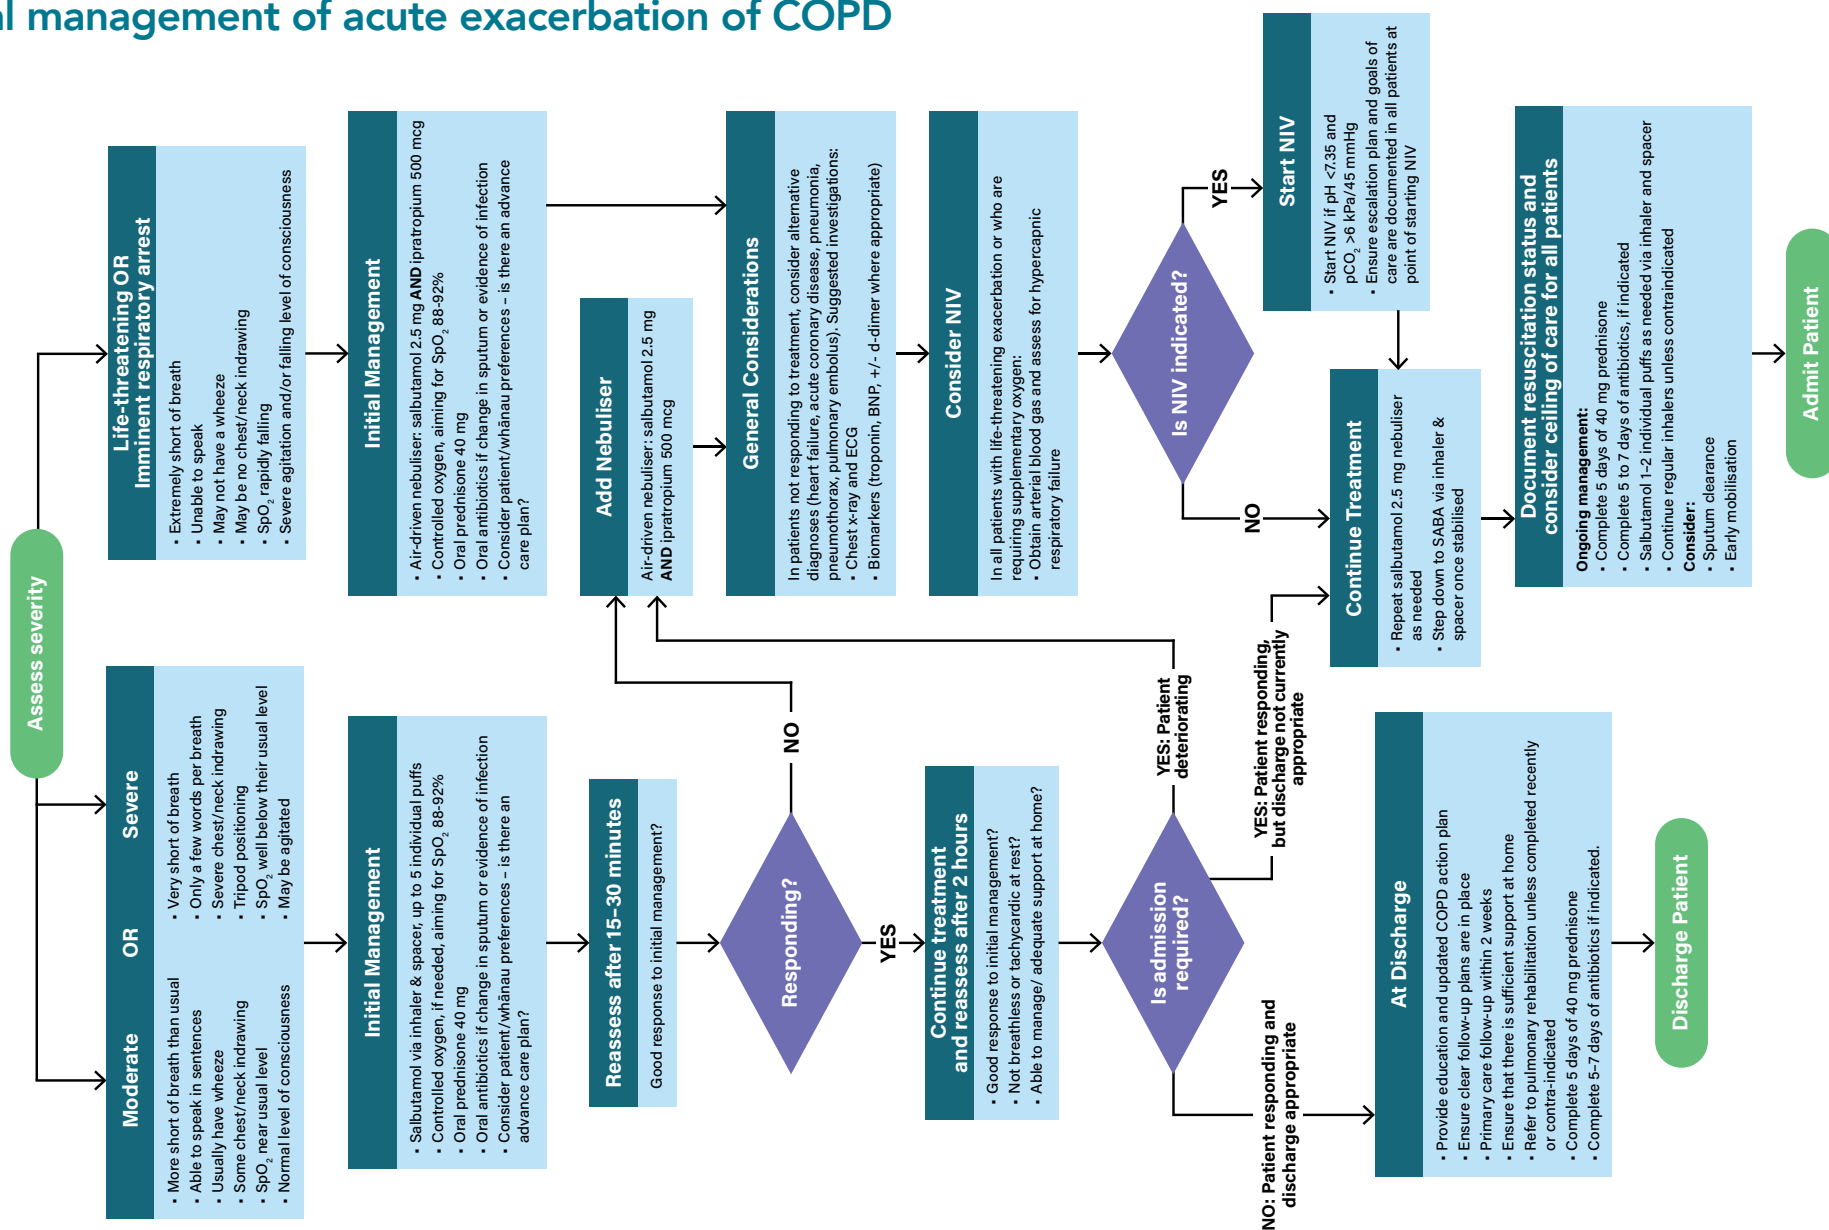 al management of acute exacerbation of COPD
Assess severity
Moderate OR Severe
▪ More short of breath than usual
▪ Able to speak in sentences
▪ Usually have wheeze
▪ Some chest/neck indrawing
▪ SpO₂ near usual level
▪ Normal level of consciousness
▪ Very short of breath
▪ Only a few words per breath
▪ Severe chest/neck indrawing
▪ Tripod positioning
▪ SpO₂ well below their usual level
▪ May be agitated
Life-threatening OR
Imminent respiratory arrest
▪ Extremely short of breath
▪ Unable to speak
▪ May not have a wheeze
▪ May be no chest/neck indrawing
▪ SpO₂ rapidly falling
▪ Severe agitation and/or falling level of consciousness
Initial Management
▪ Salbutamol via inhaler & spacer, up to 5 individual puffs
▪ Controlled oxygen, if needed, aiming for SpO₂ 88-92%
▪ Oral prednisone 40 mg
▪ Oral antibiotics if change in sputum or evidence of infection
▪ Consider patient/whānau preferences – is there an
advance care plan?
Initial Management
▪ Air-driven nebuliser: salbutamol 2.5 mg AND ipratropium 500 mcg
▪ Controlled oxygen, aiming for SpO₂ 88-92%
▪ Oral prednisone 40 mg
▪ Oral antibiotics if change in sputum or evidence of infection
▪ Consider patient/whānau preferences – is there an advance
care plan?
Reassess after 15–30 minutes
Good response to initial management?
Responding?
NO
YES
Add Nebuliser
Air-driven nebuliser: salbutamol 2.5 mg
AND ipratropium 500 mcg
General Considerations
In patients not responding to treatment, consider alternative
diagnoses (heart failure, acute coronary disease, pneumonia,
pneumothorax, pulmonary embolus). Suggested investigations:
▪ Chest x-ray and ECG
▪ Biomarkers (troponin, BNP, +/- d-dimer where appropriate)
Continue treatment
and reassess after 2 hours
▪ Good response to initial management?
▪ Not breathless or tachycardic at rest?
▪ Able to manage/ adequate support at home?
Consider NIV
In all patients with life-threatening exacerbation or who are
requiring supplementary oxygen:
▪ Obtain arterial blood gas and assess for hypercapnic
respiratory failure
Is admission
required?
YES: Patient
deteriorating
YES: Patient responding,
but discharge not currently
appropriate
NO: Patient responding and
discharge appropriate
Is NIV indicated?
NO
YES
Start NIV
▪ Start NIV if pH <7.35 and
pCO₂ >6 kPa/45 mmHg
▪ Ensure escalation plan and goals of
care are documented in all patients at
point of starting NIV
Continue Treatment
▪ Repeat salbutamol 2.5 mg nebuliser
as needed
▪ Step down to SABA via inhaler &
spacer once stabilised
At Discharge
▪ Provide education and updated COPD action plan
▪ Ensure clear follow-up plans are in place
▪ Primary care follow-up within 2 weeks
▪ Ensure that there is sufficient support at home
▪ Refer to pulmonary rehabilitation unless completed recently
or contra-indicated
▪ Complete 5 days of 40 mg prednisone
▪ Complete 5–7 days of antibiotics if indicated.
Document resuscitation status and
consider ceiling of care for all patients
Ongoing management:
▪ Complete 5 days of 40 mg prednisone
▪ Complete 5 to 7 days of antibiotics, if indicated
▪ Salbutamol 1–2 individual puffs as needed via inhaler and spacer
▪ Continue regular inhalers unless contraindicated
Consider:
▪ Sputum clearance
▪ Early mobilisation
Discharge Patient
Admit Patient